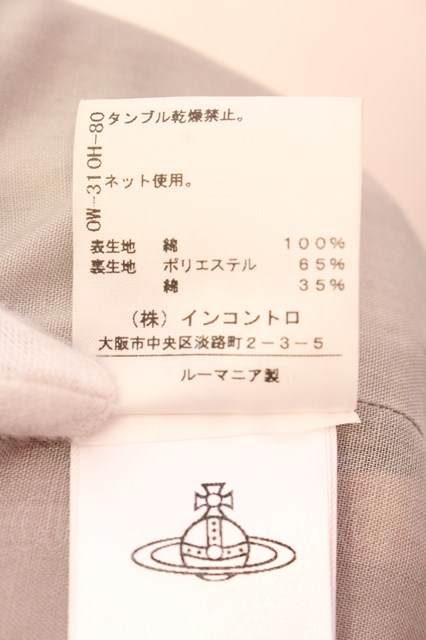 OW-310H-80
タンブル乾燥禁止。
ネット使用。
表生地 綿 100%
裏生地 ポリエステル 65%
綿 35%
（株）インコントロ
大阪市中央区淡路町2－3－5
ルーマニア製